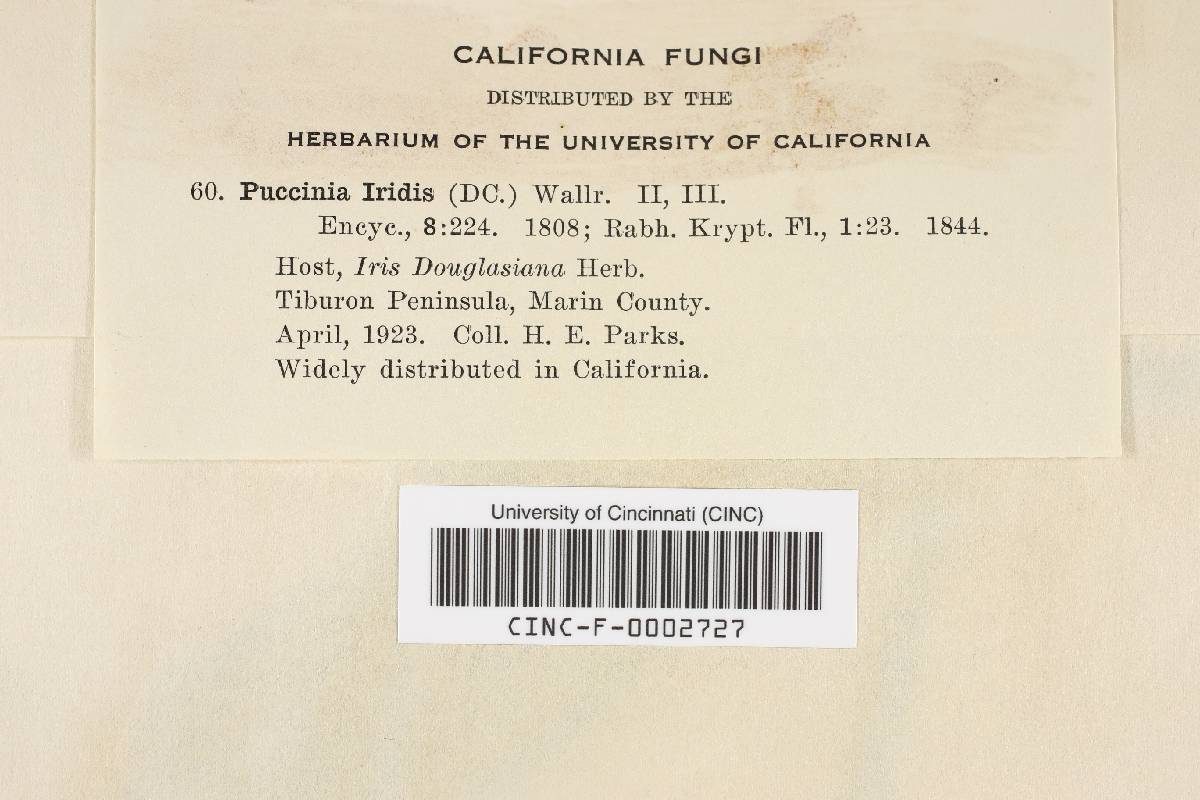 CALIFORNIA FUNGI
DISTRIBUTED BY THE
HERBARIUM OF THE UNIVERSITY OF CALIFORNIA
60. Puccinia Iridis (DC.) Wallr. II, III.
Encyc., 8:224. 1808; Rabh. Krypt. Fl., 1:23. 1844.
Host, Iris Douglasiana Herb.
Tiburon Peninsula, Marin County.
April, 1923. Coll. H. E. Parks.
Widely distributed in California.
University of Cincinnati (CINC)
CINC-F-0002727